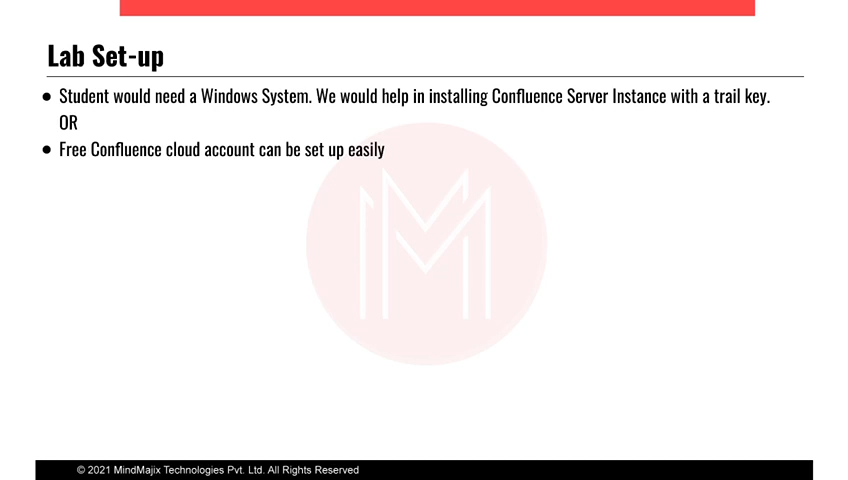 Lab Set-up
● Student would need a Windows System. We would help in installing Confluence Server Instance with a trail key.
OR
● Free Confluence cloud account can be set up easily
© 2021 MindMajix Technologies Pvt. Ltd. All Rights Reserved